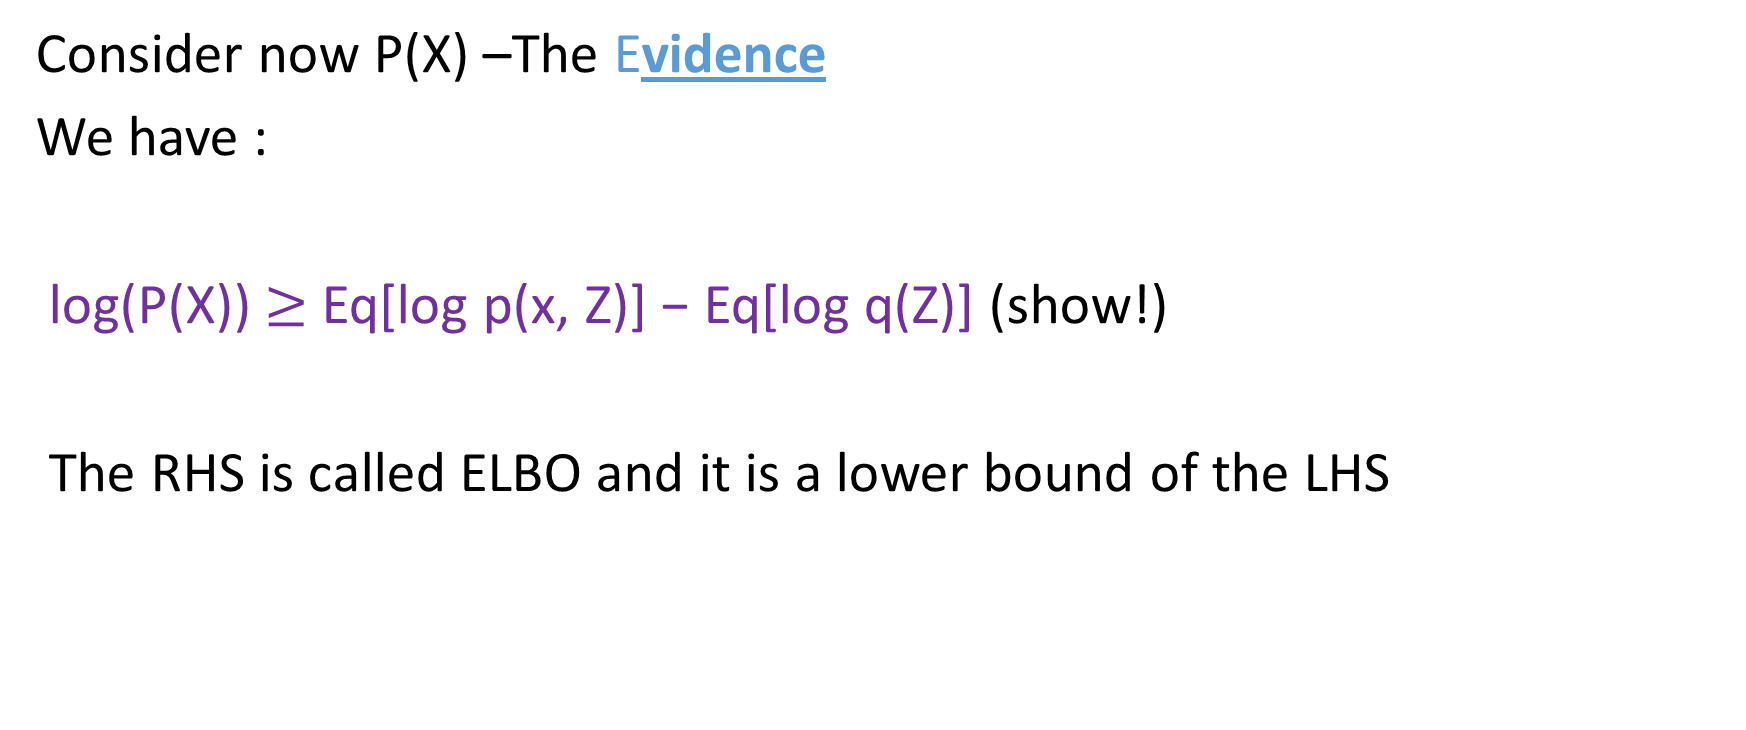 Consider now P(X) –The Evidence
We have :
log(P(X)) ≥ Eq[log p(x, Z)] − Eq[log q(Z)] (show!)
The RHS is called ELBO and it is a lower bound of the LHS